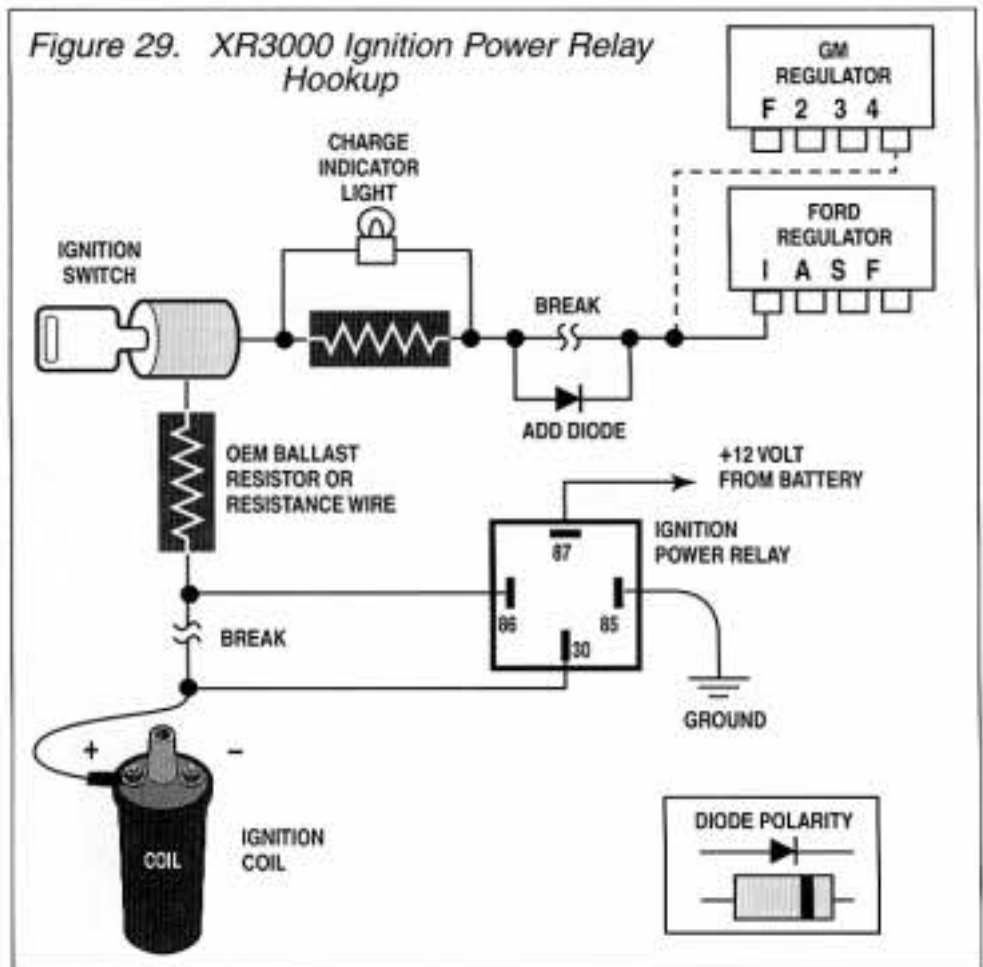 Figure 29. XR3000 Ignition Power Relay
Hookup
GM
REGULATOR
F 2 3 4
CHARGE
INDICATOR
LIGHT
FORD
REGULATOR
I A S F
IGNITION
SWITCH
BREAK
ADD DIODE
OEM BALLAST
RESISTOR OR
RESISTANCE WIRE
+12 VOLT
FROM BATTERY
IGNITION
POWER RELAY
87
86
85
30
BREAK
GROUND
+ -
COIL
IGNITION
COIL
DIODE POLARITY